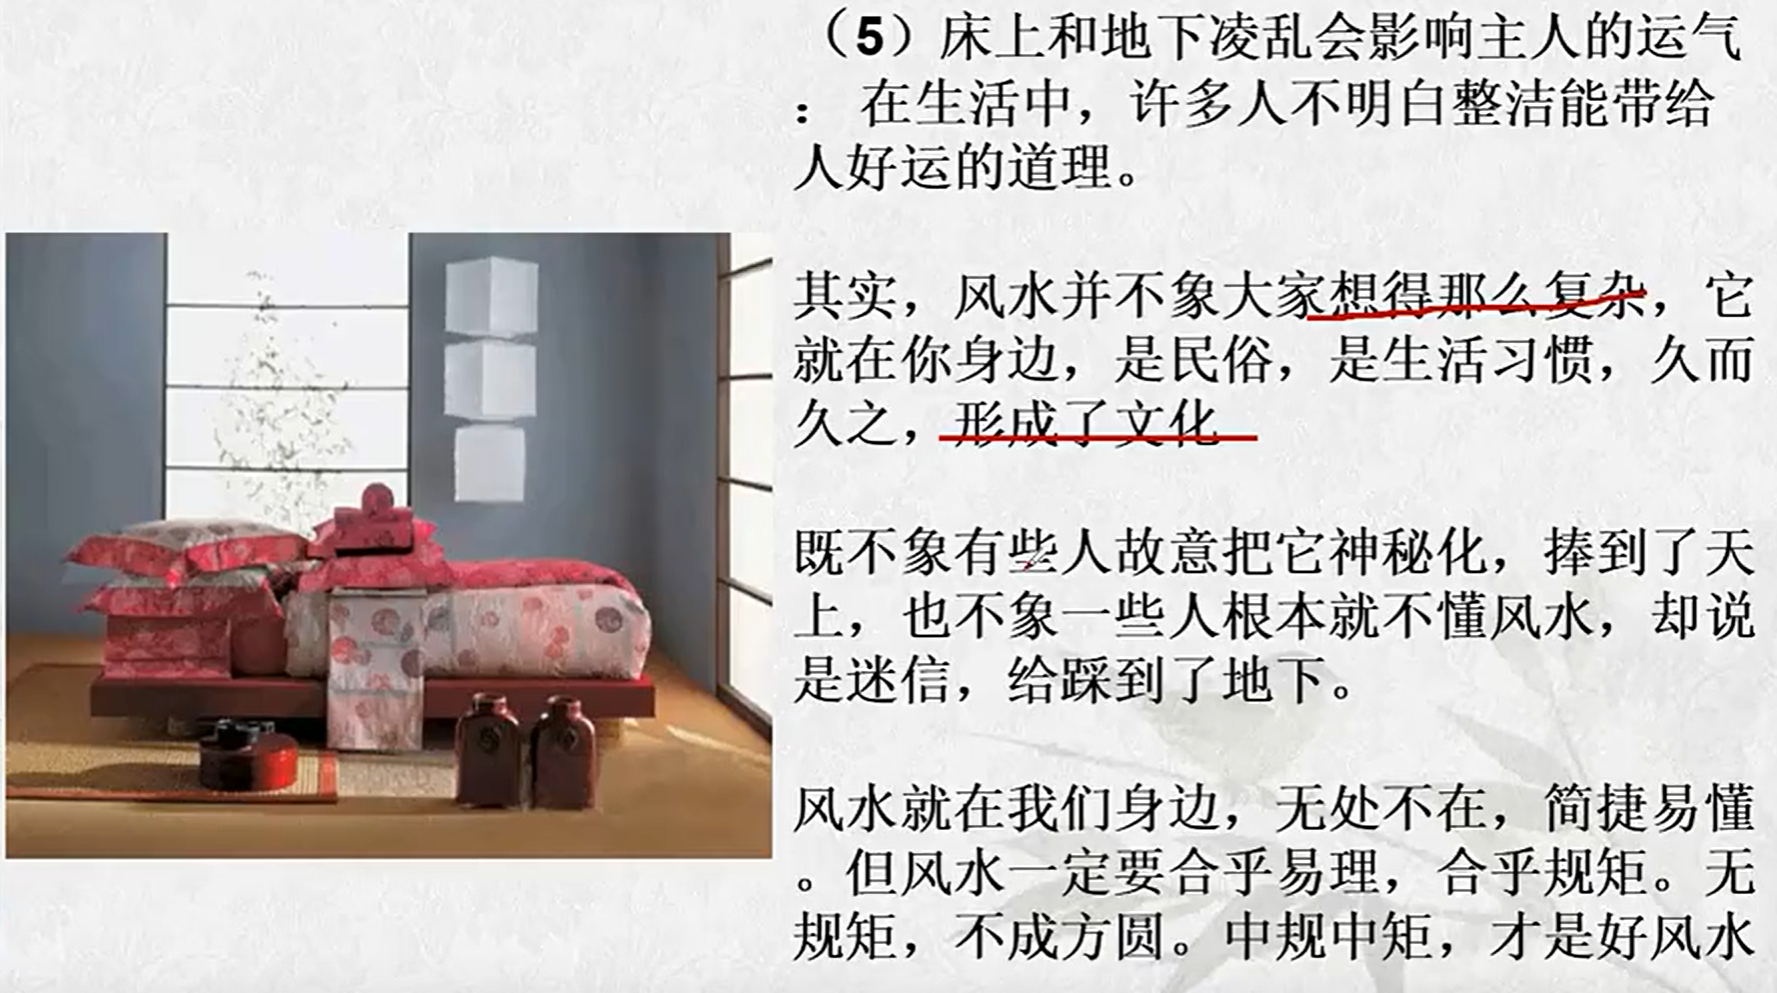 （5）床上和地下凌乱会影响主人的运气
： 在生活中，许多人不明白整洁能带给
人好运的道理。
其实，风水并不象大家想得那么复杂，它
就在你身边，是民俗，是生活习惯，久而
久之，形成了文化
既不象有些人故意把它神秘化，捧到了天
上，也不象一些人根本就不懂风水，却说
是迷信，给踩到了地下。
风水就在我们身边，无处不在，简捷易懂
。但风水一定要合乎易理，合乎规矩。无
规矩，不成方圆。中规中矩，才是好风水